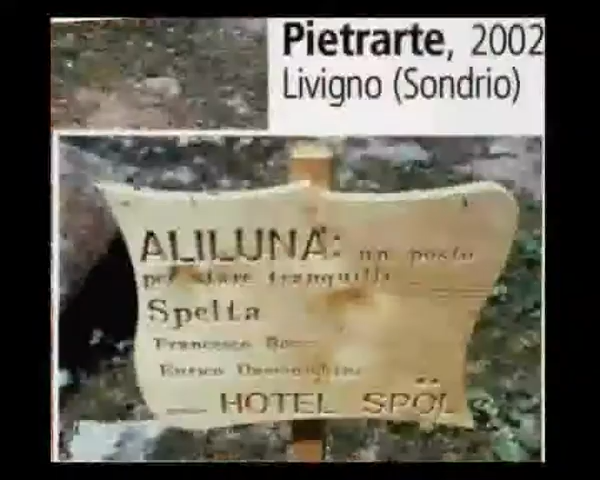 Pietrarte, 2002
Livigno (Sondrio)
ALILUNA: un posto
per stare tranquilli
Spelta
Francesco
Enrico
HOTEL SPÖL